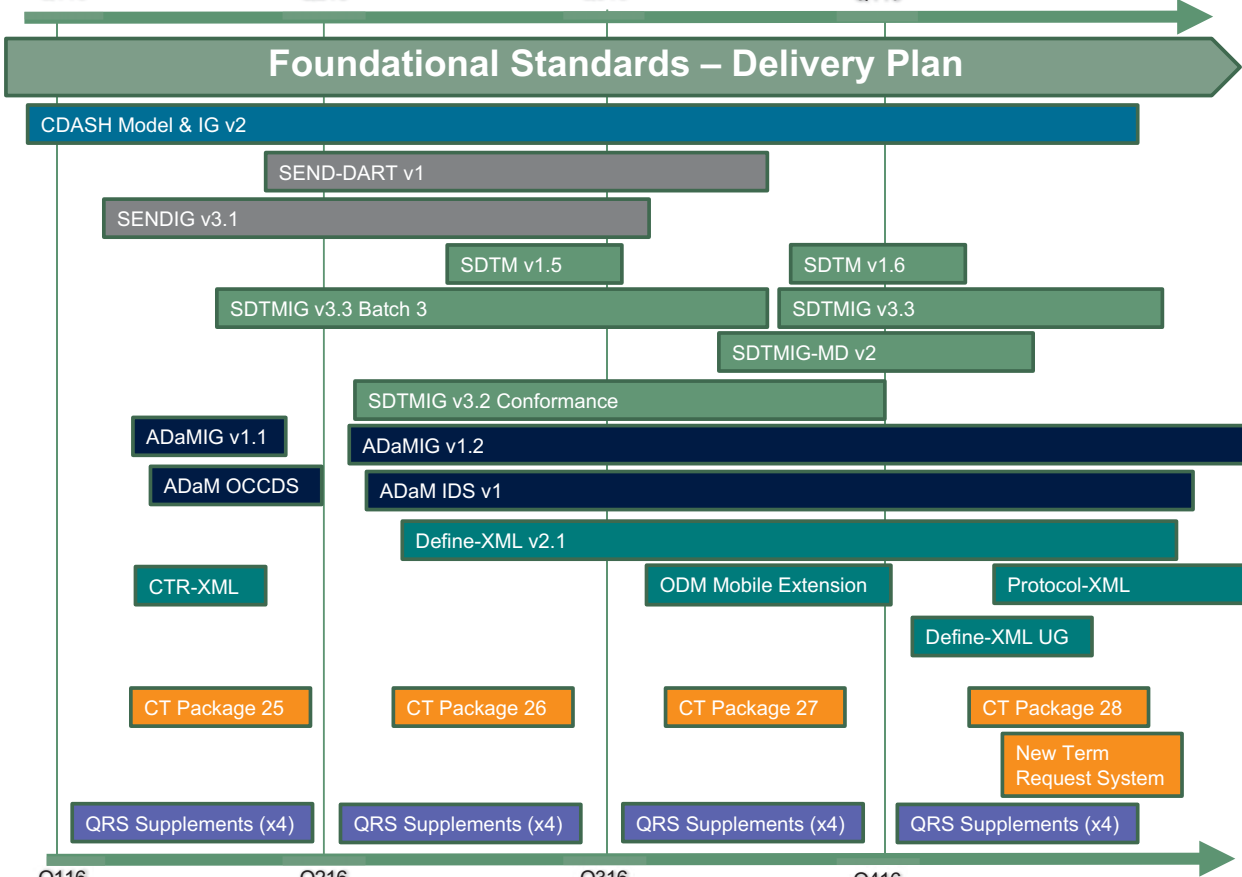 Foundational Standards – Delivery Plan
CDASH Model & IG v2
SEND-DART v1
SENDIG v3.1
SDTM v1.5
SDTM v1.6
SDTMIG v3.3 Batch 3
SDTMIG v3.3
SDTMIG-MD v2
SDTMIG v3.2 Conformance
ADaMIG v1.1
ADaMIG v1.2
ADaM OCCDS
ADaM IDS v1
Define-XML v2.1
CTR-XML
ODM Mobile Extension
Protocol-XML
Define-XML UG
CT Package 25
CT Package 26
CT Package 27
CT Package 28
New Term
Request System
QRS Supplements (x4)
QRS Supplements (x4)
QRS Supplements (x4)
QRS Supplements (x4)
Q116
Q216
Q316
Q416